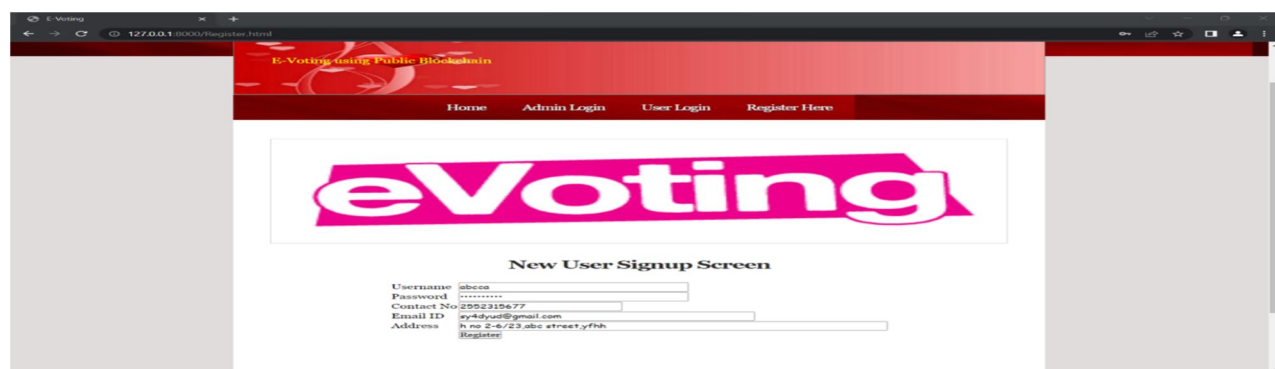 E-Voting
127.0.0.1:8000/Register.html
E-Voting using Public Blockchain
Home Admin Login User Login Register Here
eVoting
New User Signup Screen
Username abcca
Password ··········
Contact No 2552315677
Email ID sy4dyud@gmail.com
Address h no 2-6/23,abc street,yfhh
Register